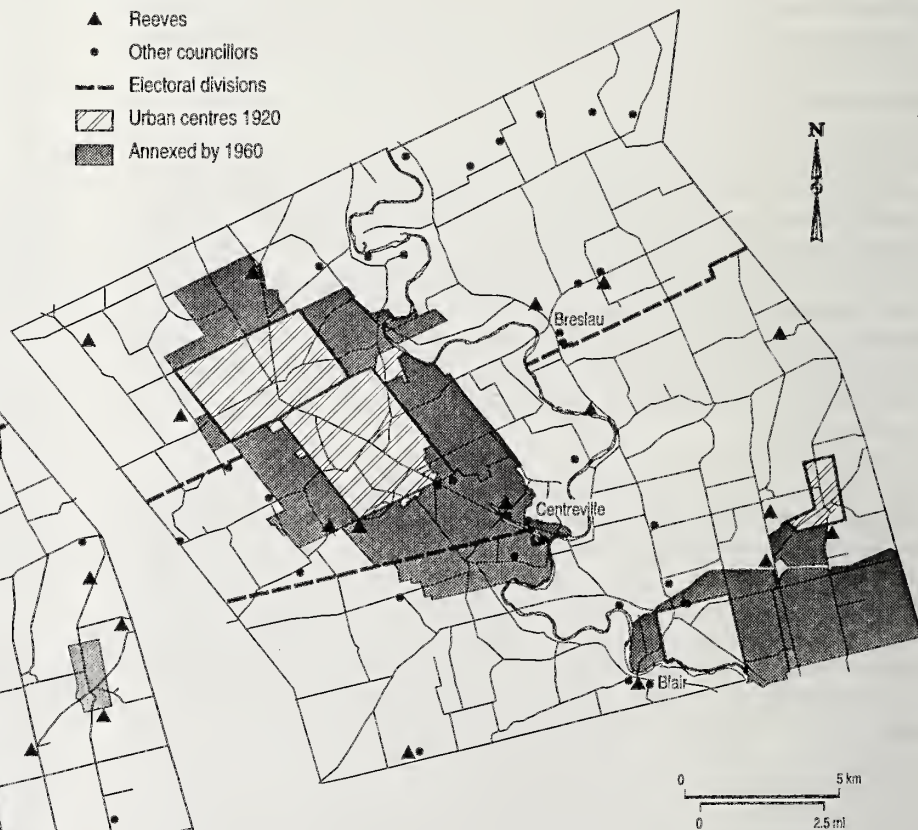 Reeves
Other councillors
Electoral divisions
Urban centres 1920
Annexed by 1960
N
Breslau
Centreville
Blair
0 5 km
0 2.5 mi